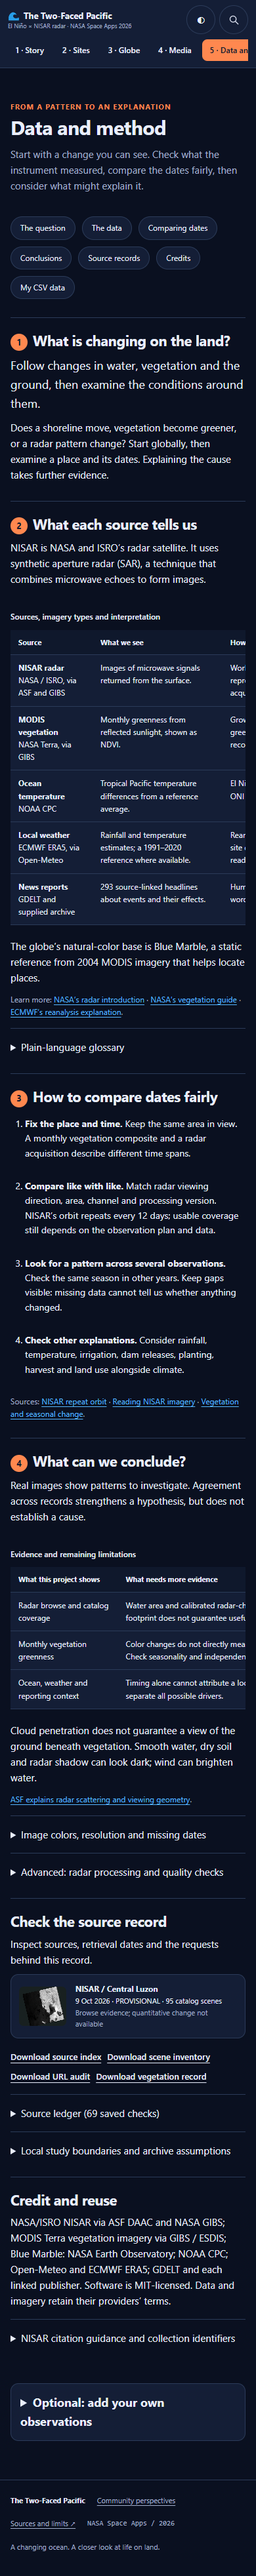 The Two-Faced Pacific
El Niño + NISAR radar · NASA Space Apps 2026
1 · Story 2 · Sites 3 · Globe 4 · Media 5 · Data an
FROM A PATTERN TO AN EXPLANATION
Data and method
Start with a change you can see. Check what the
instrument measured, compare the dates fairly, then
consider what might explain it.
The question The data Comparing dates
Conclusions Source records Credits
My CSV data
1 What is changing on the land?
Follow changes in water, vegetation and the
ground, then examine the conditions around
them.
Does a shoreline move, vegetation become greener,
or a radar pattern change? Start globally, then
examine a place and its dates. Explaining the cause
takes further evidence.
2 What each source tells us
NISAR is NASA and ISRO's radar satellite. It uses
synthetic aperture radar (SAR), a technique that
combines microwave echoes to form images.
Sources, imagery types and interpretation
Source What we see How
NISAR radar Images of microwave signals
NASA / ISRO, via returned from the surface.
ASF and GIBS
MODIS Monthly greenness from
vegetation reflected sunlight, shown as
NASA Terra, via NDVI.
GIBS
Ocean Tropical Pacific temperature El Ni
temperature differences from a reference ONI
NOAA CPC average.
Local weather Rainfall and temperature
ECMWF ERA5, via estimates; a 1991–2020
Open-Meteo reference where available.
News reports 293 source-linked headlines
GDELT and about events and their effects.
supplied archive
The globe's natural-color base is Blue Marble, a static
reference from 2004 MODIS imagery that helps locate
places.
Learn more: NASA's radar introduction · NASA's vegetation guide ·
ECMWF's reanalysis explanation.
▶ Plain-language glossary
3 How to compare dates fairly
1. Fix the place and time. Keep the same area in view.
A monthly vegetation composite and a radar
acquisition describe different time spans.
2. Compare like with like. Match radar viewing
direction, area, channel and processing version.
NISAR's orbit repeats every 12 days; usable coverage
still depends on the observation plan and data.
3. Look for a pattern across several observations.
Check the same season in other years. Keep gaps
visible: missing data cannot tell us whether anything
changed.
4. Check other explanations. Consider rainfall,
temperature, irrigation, dam releases, planting,
harvest and land use alongside climate.
Sources: NISAR repeat orbit · Reading NISAR imagery · Vegetation
and seasonal change.
4 What can we conclude?
Real images show patterns to investigate. Agreement
across records strengthens a hypothesis, but does not
establish a cause.
Evidence and remaining limitations
What this project shows What needs more evidence
Radar browse and catalog Water area and calibrated radar-ch
coverage footprint does not guarantee usefu
Monthly vegetation Color changes do not directly mea
greenness Check seasonality and independen
Ocean, weather and Timing alone cannot attribute a loc
reporting context separate all possible drivers.
Cloud penetration does not guarantee a view of the
ground beneath vegetation. Smooth water, dry soil
and radar shadow can look dark; wind can brighten
water.
ASF explains radar scattering and viewing geometry.
▶ Image colors, resolution and missing dates
▶ Advanced: radar processing and quality checks
Check the source record
Inspect sources, retrieval dates and the requests
behind this record.
NISAR / Central Luzon
9 Oct 2026 · PROVISIONAL · 95 catalog scenes
Browse evidence; quantitative change not
available
Download source index Download scene inventory
Download URL audit Download vegetation record
▶ Source ledger (69 saved checks)
▶ Local study boundaries and archive assumptions
Credit and reuse
NASA/ISRO NISAR via ASF DAAC and NASA GIBS;
MODIS Terra vegetation imagery via GIBS / ESDIS;
Blue Marble: NASA Earth Observatory; NOAA CPC;
Open-Meteo and ECMWF ERA5; GDELT and each
linked publisher. Software is MIT-licensed. Data and
imagery retain their providers' terms.
▶ NISAR citation guidance and collection identifiers
▶ Optional: add your own
observations
The Two-Faced Pacific Community perspectives
Sources and limits ↗ NASA Space Apps / 2026
A changing ocean. A closer look at life on land.